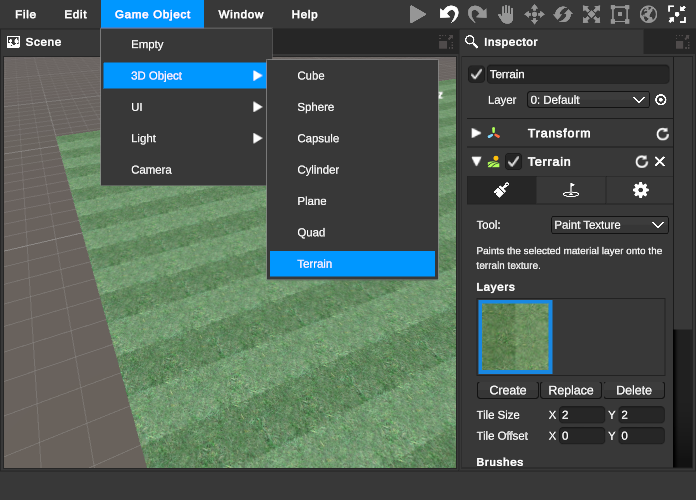 File Edit Game Object Window Help
Scene
Inspector
Empty
3D Object
UI
Light
Camera
Cube
Sphere
Capsule
Cylinder
Plane
Quad
Terrain
z
Terrain
Layer 0: Default
Transform
Terrain
Tool: Paint Texture
Paints the selected material layer onto the
terrain texture.
Layers
Create Replace Delete
Tile Size X 2 Y 2
Tile Offset X 0 Y 0
Brushes